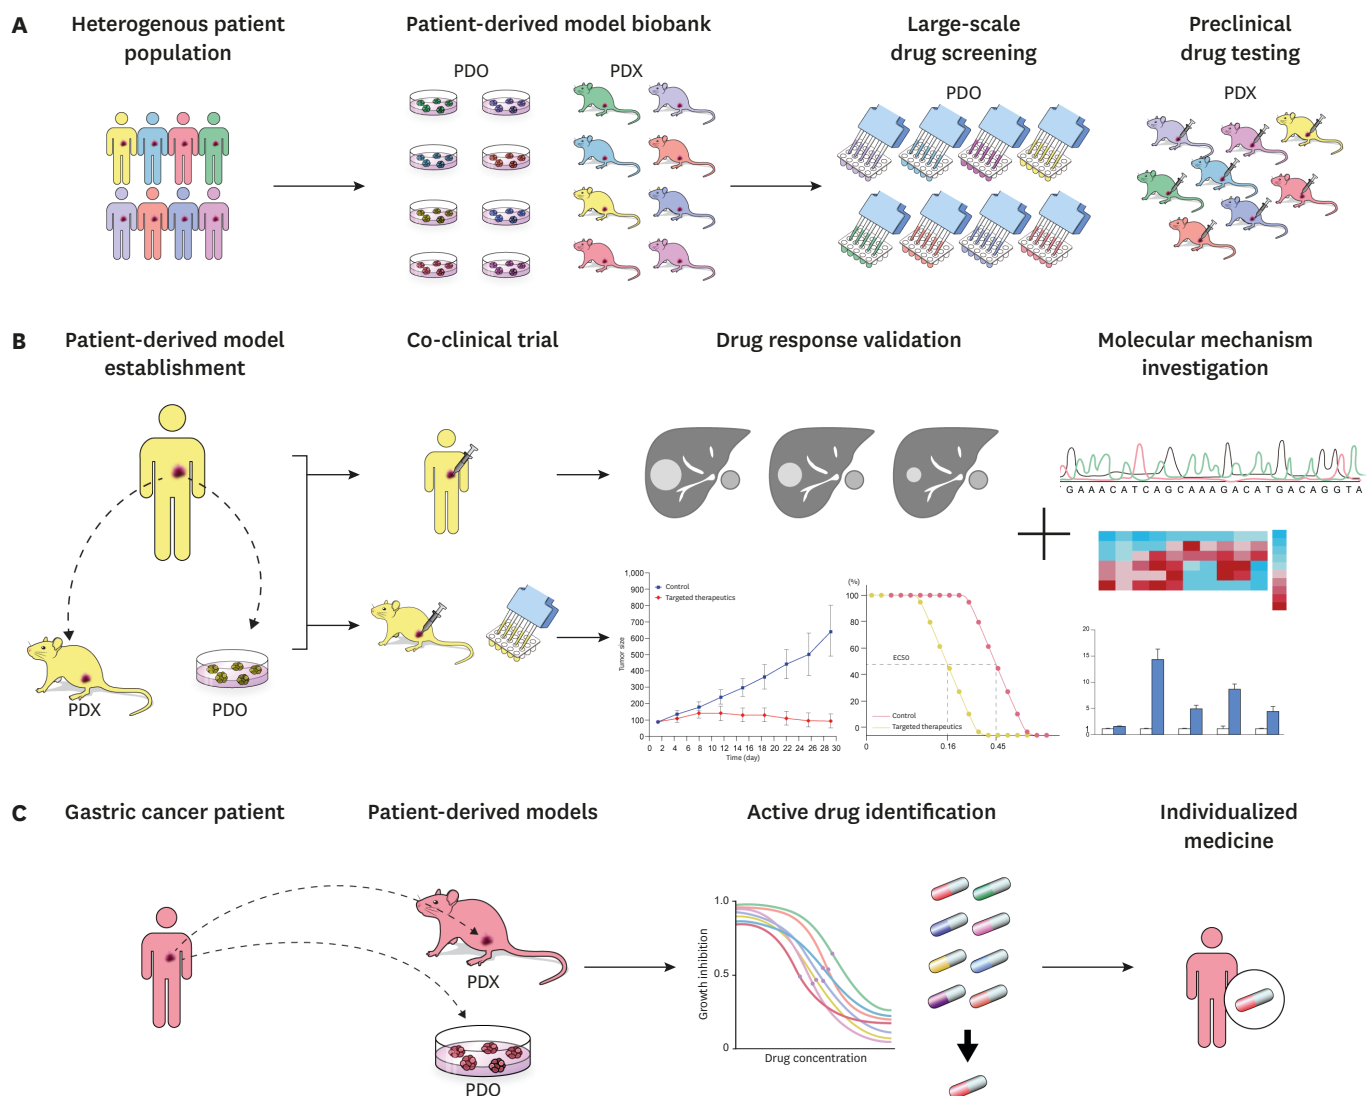 A
Heterogenous patient
population
Patient-derived model biobank
Large-scale
drug screening
Preclinical
drug testing
PDO
PDX
PDO
PDX
B
Patient-derived model
establishment
Co-clinical trial
Drug response validation
Molecular mechanism
investigation
PDX
PDO
1,000
900
800
700
600
500
400
300
200
100
0
Tumor size
Control
Targeted therapeutics
0 2 4 6 8 10 12 14 16 18 20 22 24 26 28 30
Time (day)
(%)
100
80
60
40
20
0
EC50
Control
Targeted therapeutics
0 0.16 0.45
GAAACATCAGCAAAGACATGACAGGTA
20
15
10
5
1
0
C
Gastric cancer patient
Patient-derived models
Active drug identification
Individualized
medicine
PDX
PDO
1.0
0.5
0
Growth inhibition
Drug concentration